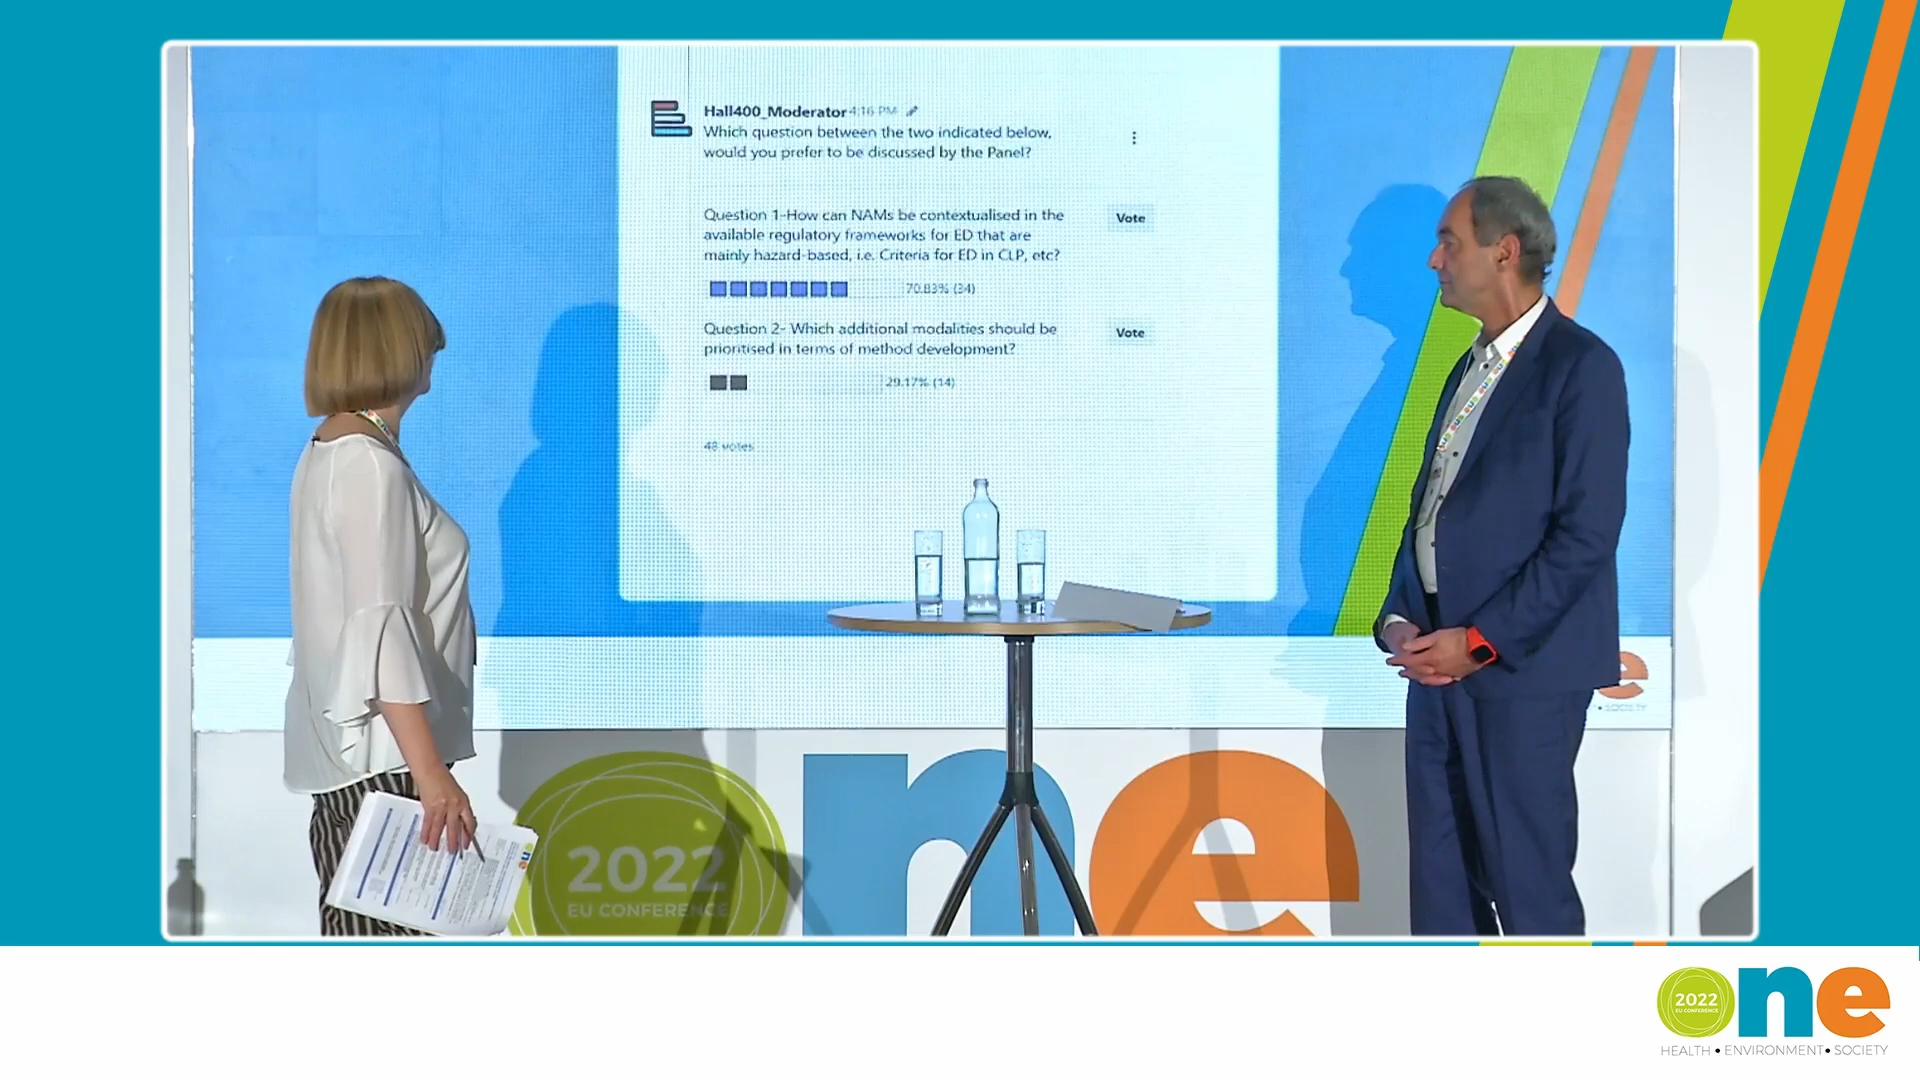 Hall400_Moderator 4:16 PM
Which question between the two indicated below,
would you prefer to be discussed by the Panel?
Question 1-How can NAMs be contextualised in the
available regulatory frameworks for ED that are
mainly hazard-based, i.e. Criteria for ED in CLP, etc?
Vote
70.83% (34)
Question 2- Which additional modalities should be
prioritised in terms of method development?
Vote
29.17% (14)
48 votes
e
• SOCIETY
2022
EU CONFERENCE
ne
2022
EU CONFERENCE
ne
HEALTH • ENVIRONMENT • SOCIETY